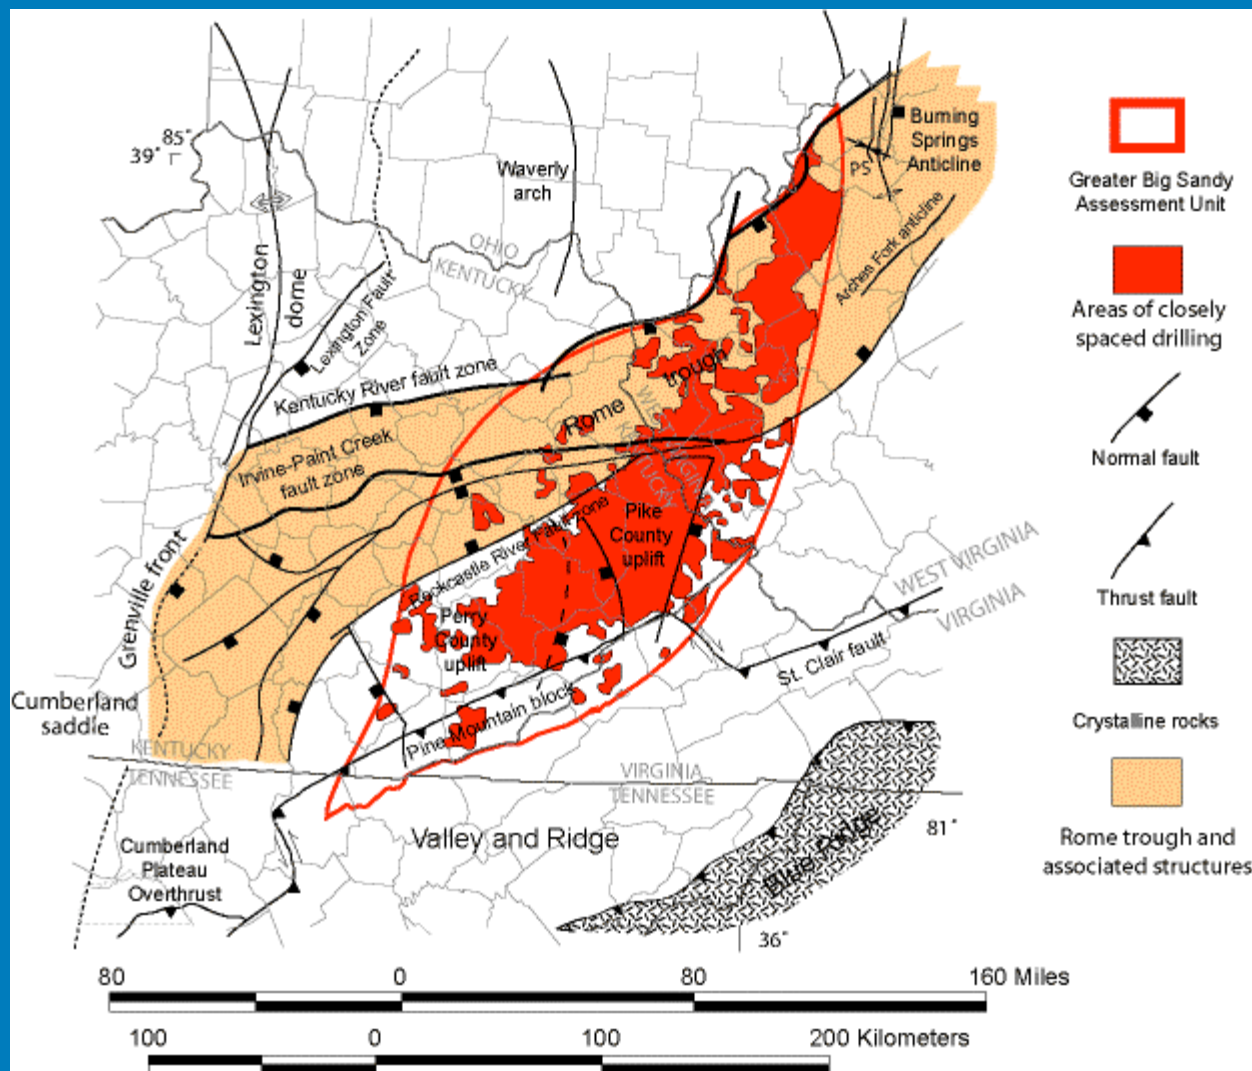 85°
39°
Waverly
arch
OHIO
KENTUCKY
Lexington
dome
Lexington Fault
Zone
Kentucky River fault zone
Irvine-Paint Creek
fault zone
Rome
trough
WEST VIRGINIA
KENTUCKY
Burning
Springs
Anticline
PS
Arches Fork anticline
Pike
County
uplift
Rockcastle River Fault zone
Perry
County
uplift
Grenville front
Cumberland
saddle
KENTUCKY
TENNESSEE
Pine Mountain block
WEST VIRGINIA
VIRGINIA
St. Clair fault
VIRGINIA
TENNESSEE
Valley and Ridge
Blue Ridge
Cumberland
Plateau
Overthrust
81°
36°
Greater Big Sandy
Assessment Unit
Areas of closely
spaced drilling
Normal fault
Thrust fault
Crystalline rocks
Rome trough and
associated structures
80 0 80 160 Miles
100 0 100 200 Kilometers